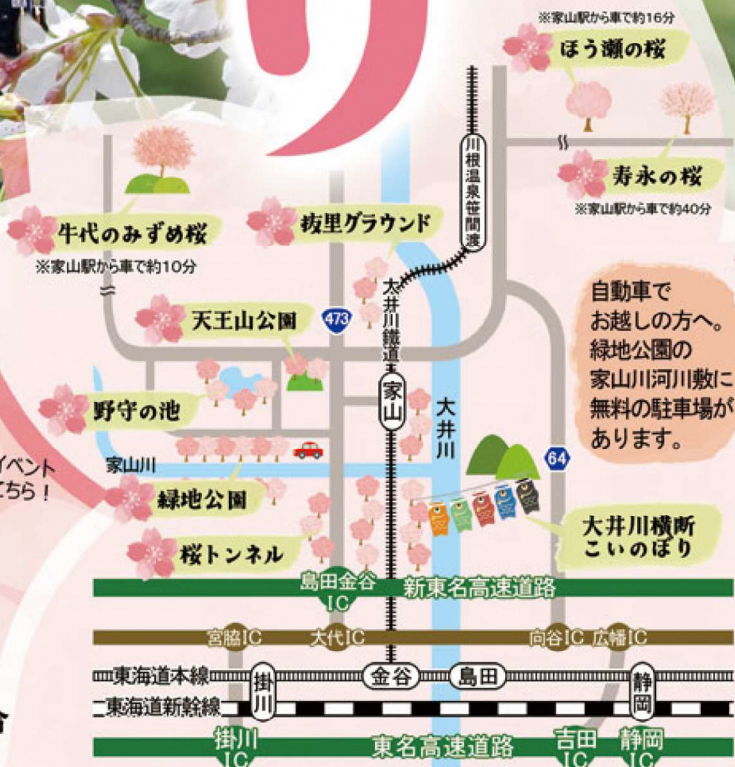 り
※家山駅から車で約16分
ほう瀬の桜
川根温泉笹間渡
寿永の桜
※家山駅から車で約40分
牛代のみずめ桜
※家山駅から車で約10分
抜里グラウンド
自動車で
お越しの方へ。
緑地公園の
家山川河川敷に
無料の駐車場が
あります。
天王山公園
473
大井川鐵道
家山
大井川
野守の池
家山川
イベント
こちら！
緑地公園
64
桜トンネル
大井川横断
こいのぼり
島田金谷
IC
新東名高速道路
宮脇IC
大代IC
向谷IC
広幡IC
東海道本線
掛川
金谷
島田
静岡
東海道新幹線
掛川
IC
東名高速道路
吉田
IC
静岡
IC